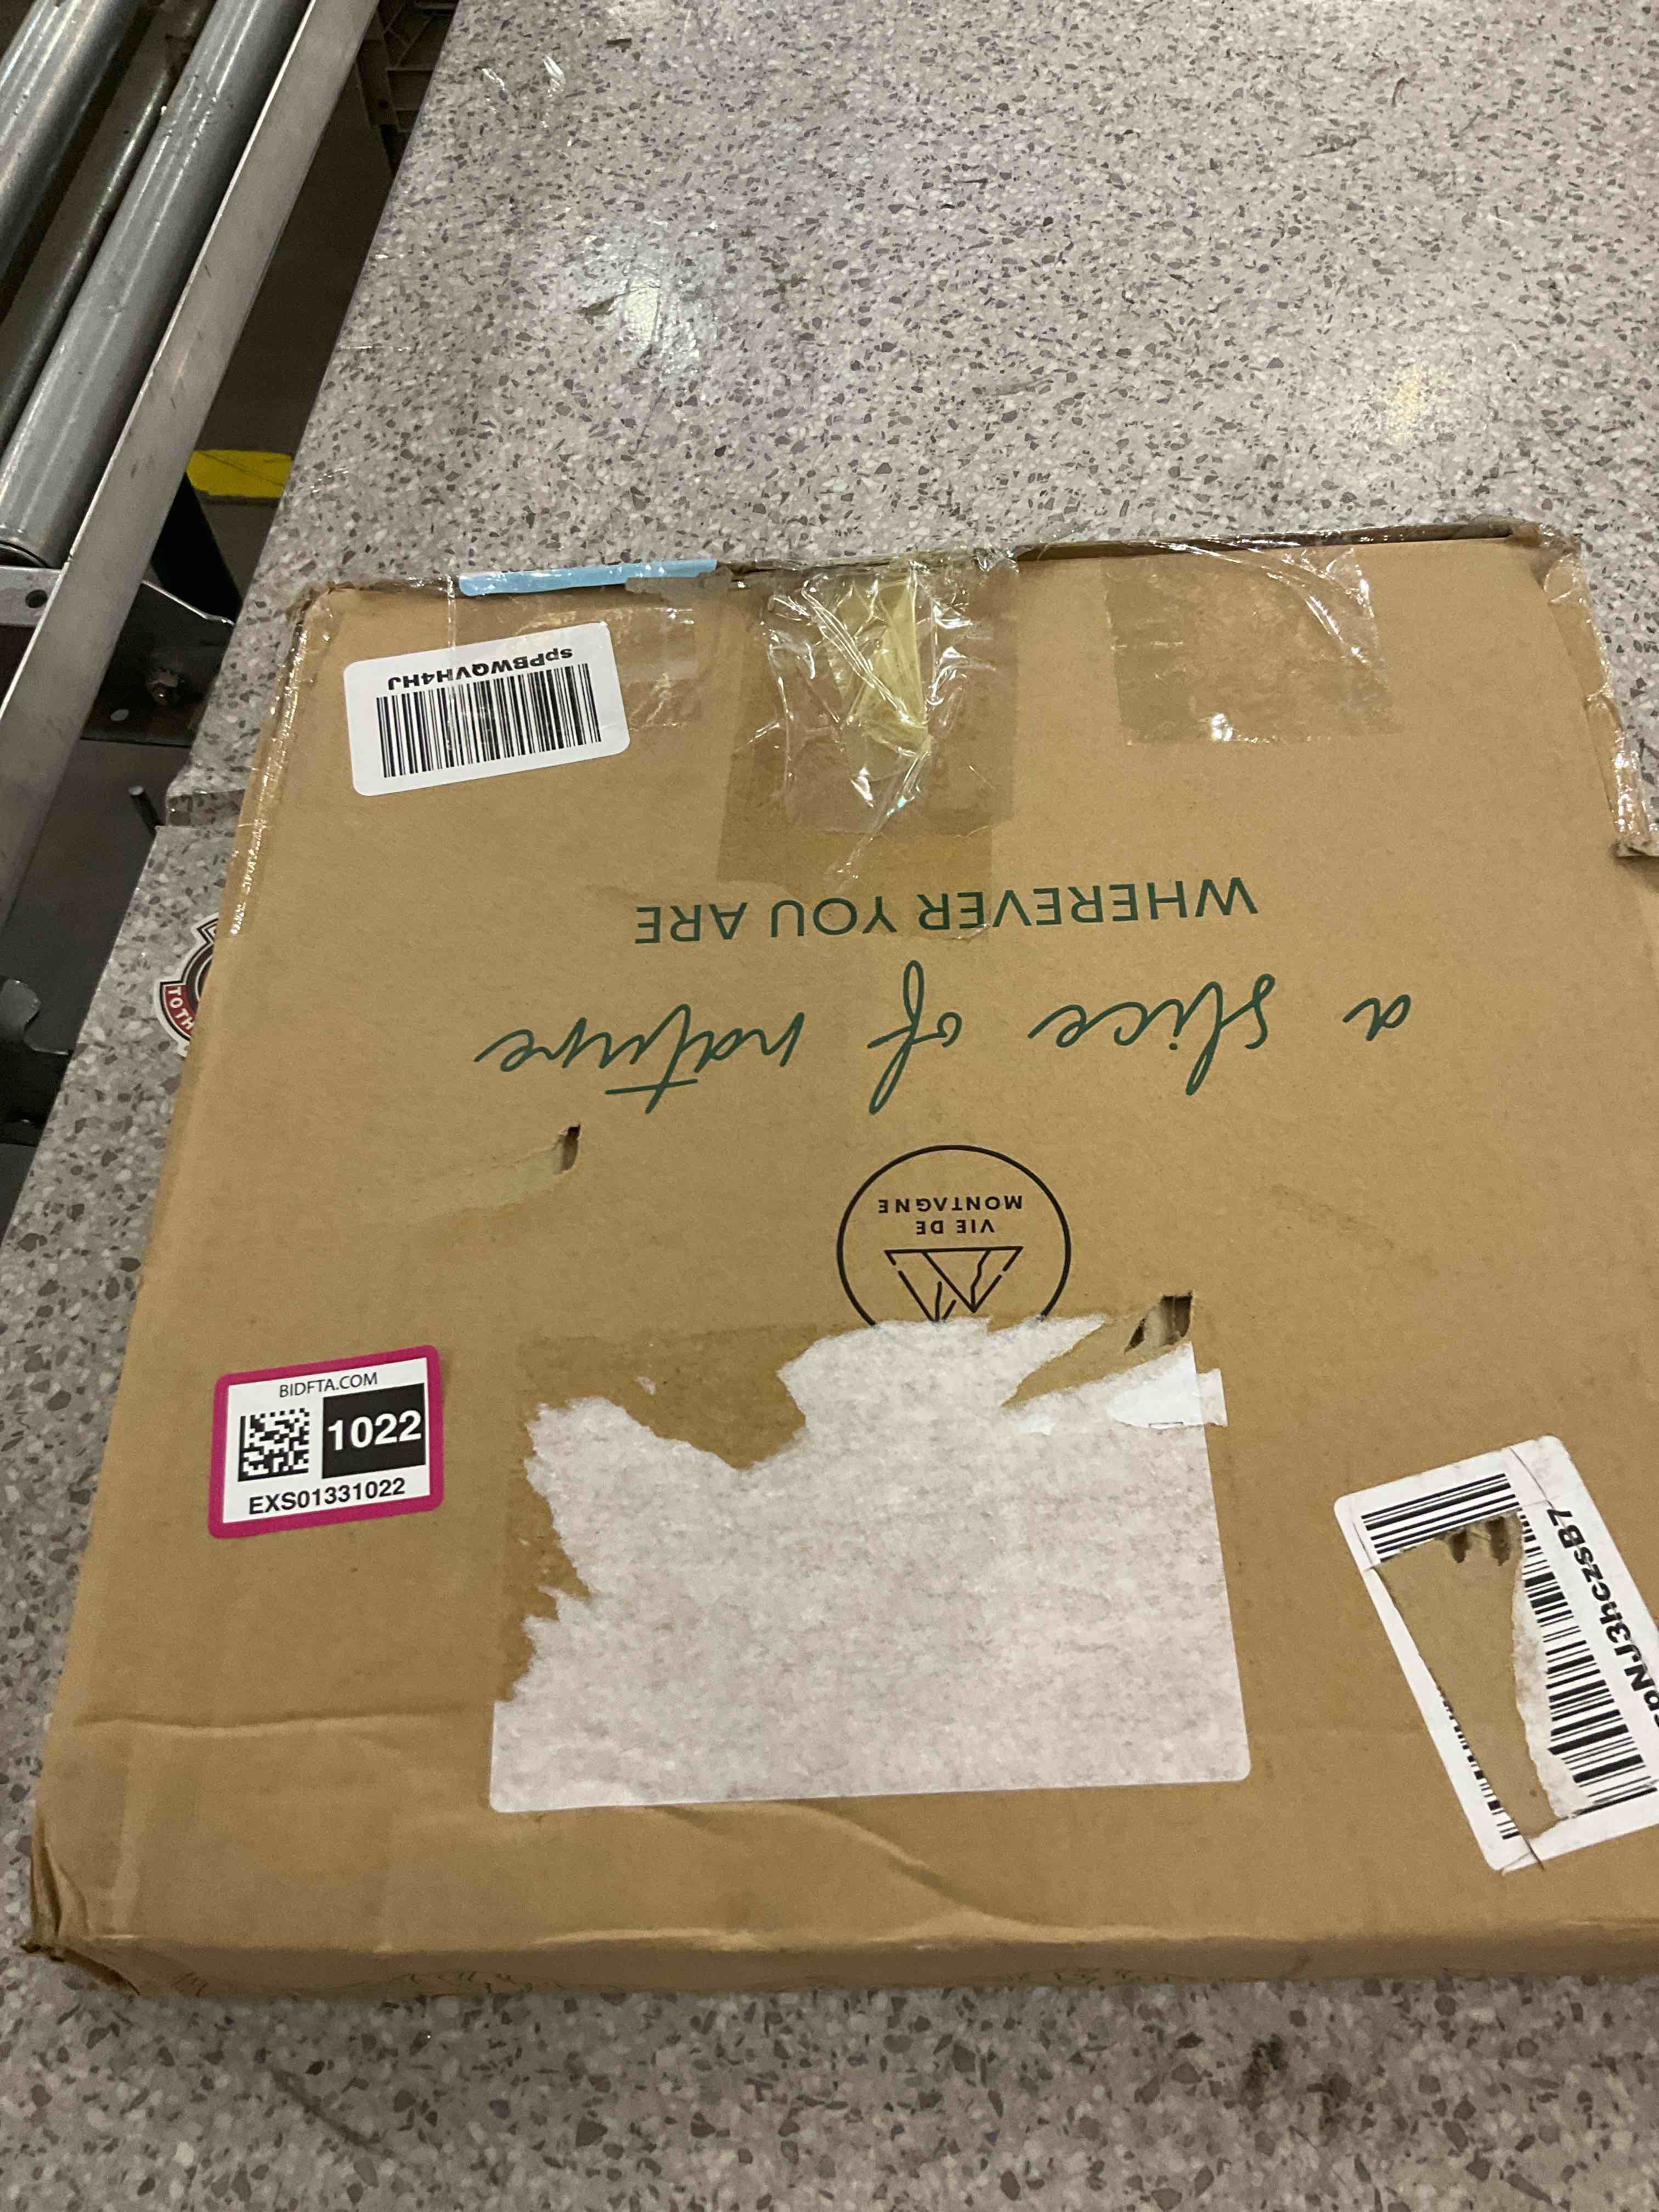 spPBWQVH4HJ
VIE DE
MONTAGNE
a slice of nature
WHEREVER YOU ARE
BIDFTA.COM
1022
EXS01331022